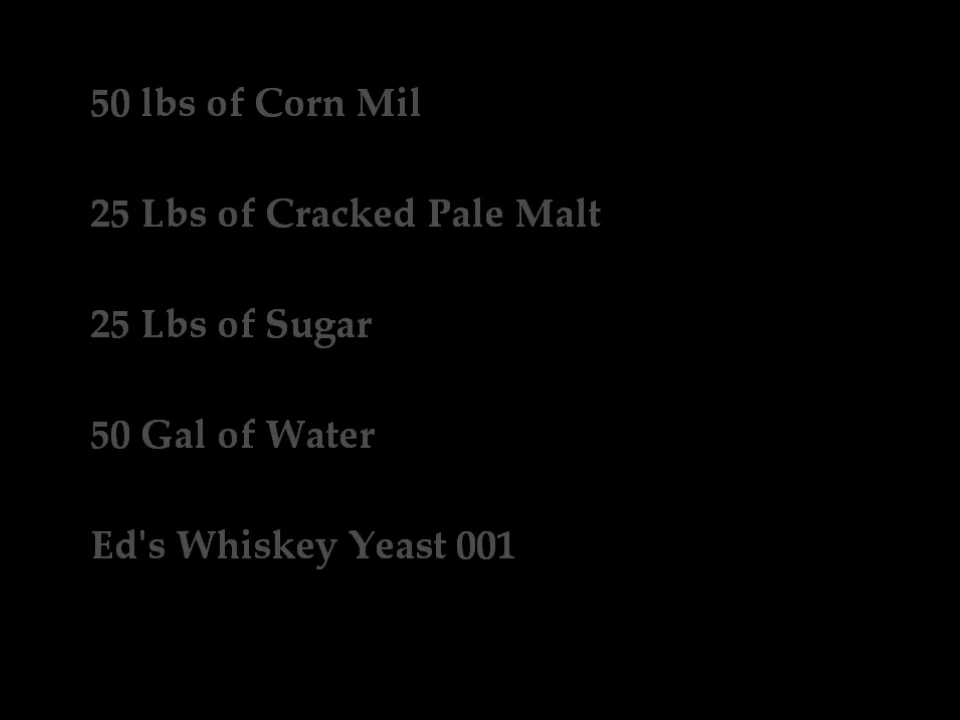 50 lbs of Corn Mil
25 Lbs of Cracked Pale Malt
25 Lbs of Sugar
50 Gal of Water
Ed's Whiskey Yeast 001